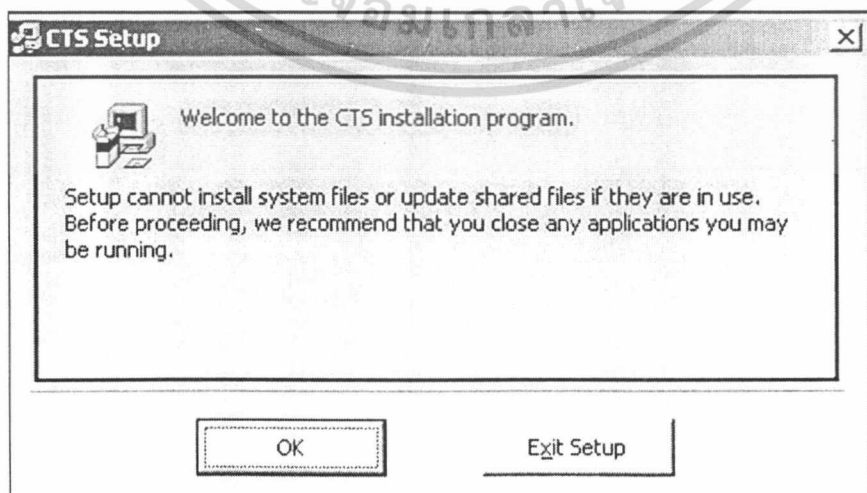 CTS Setup
Welcome to the CTS installation program.
Setup cannot install system files or update shared files if they are in use.
Before proceeding, we recommend that you close any applications you may
be running.
OK
Exit Setup